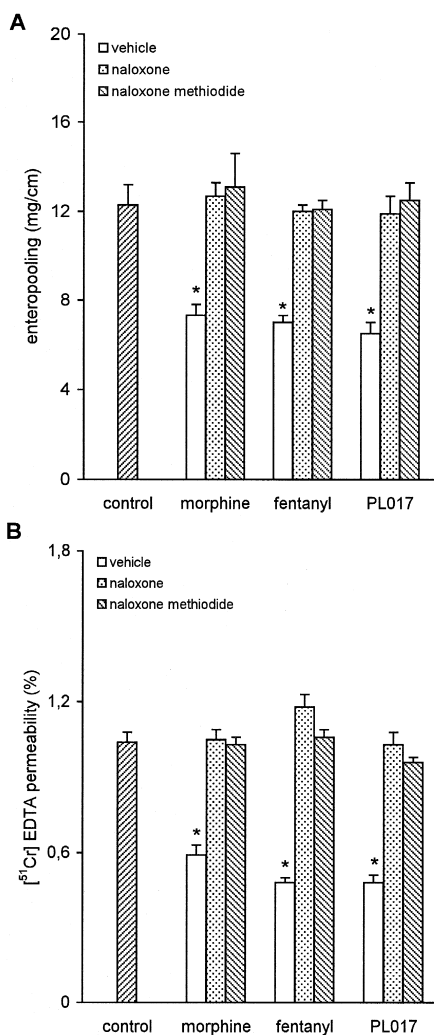 A
20
vehicle
naloxone
naloxone methiodide
16
12
8
4
0
enteropooling (mg/cm)
* * *
control morphine fentanyl PL017
B
1,8
vehicle
naloxone
naloxone methiodide
1,2
0,6
0
[51Cr] EDTA permeability (%)
* * *
control morphine fentanyl PL017